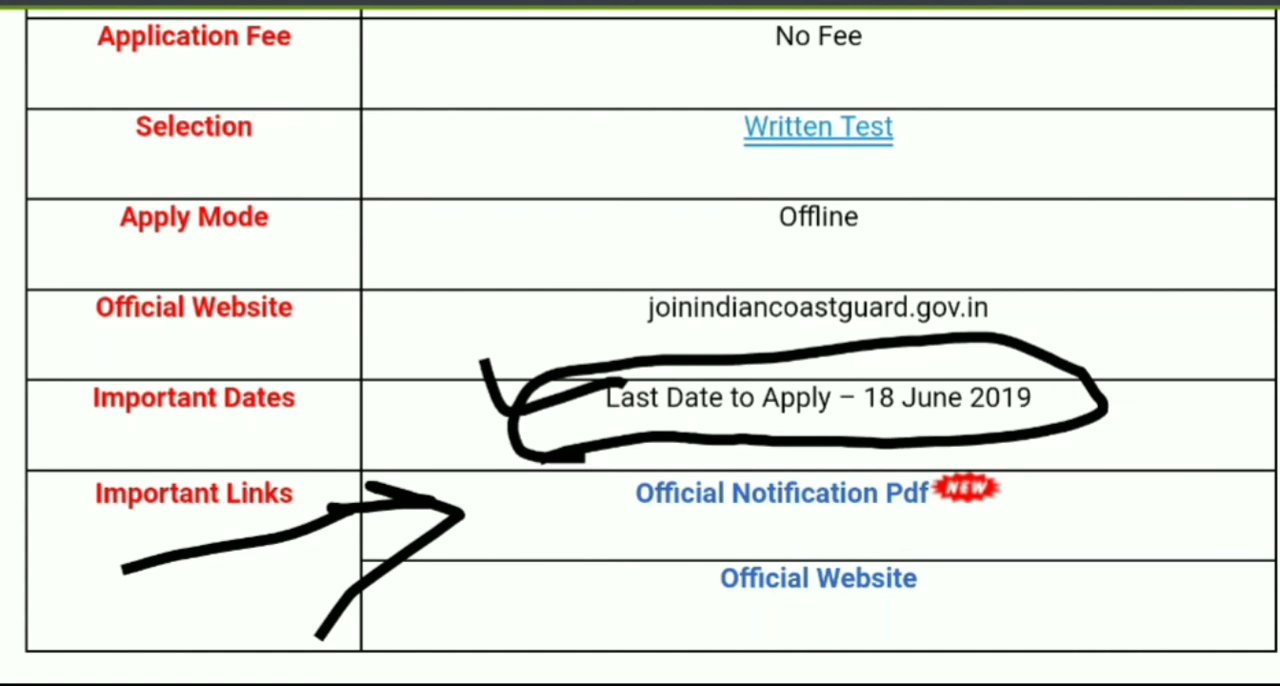 Application Fee No Fee
Selection Written Test
Apply Mode Offline
Official Website joinindiancoastguard.gov.in
Important Dates Last Date to Apply – 18 June 2019
Important Links Official Notification Pdf NEW
Official Website